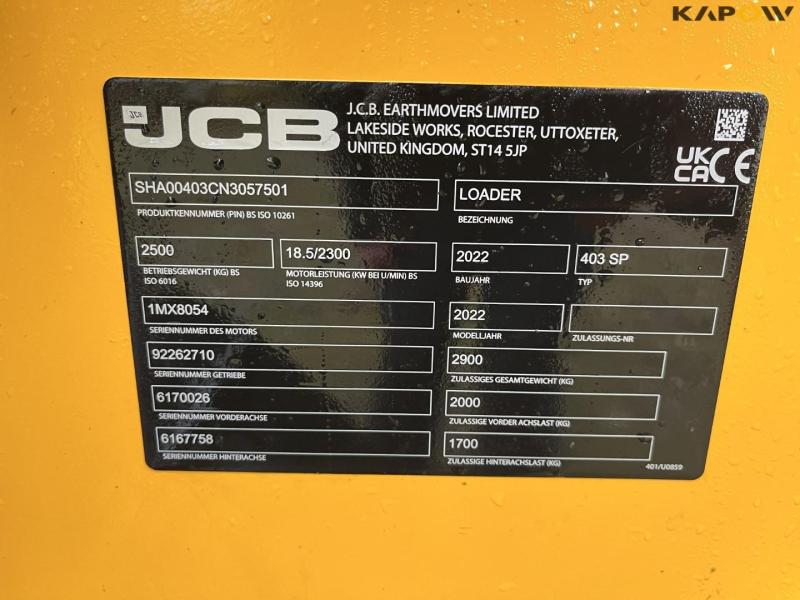 KAPOW
JCB
JCB
J.C.B. EARTHMOVERS LIMITED
LAKESIDE WORKS, ROCESTER, UTTOXETER,
UNITED KINGDOM, ST14 5JP
UK
CA CE
SHA00403CN3057501
PRODUKTKENNUMMER (PIN) BS ISO 10261
LOADER
BEZEICHNUNG
2500
BETRIEBSGEWICHT (KG) BS
ISO 6016
18.5/2300
MOTORLEISTUNG (KW BEI U/MIN) BS
ISO 14396
2022
BAUJAHR
403 SP
TYP
1MX8054
SERIENNUMMER DES MOTORS
2022
MODELLJAHR
ZULASSUNGS-NR
92262710
SERIENNUMMER GETRIEBE
2900
ZULASSIGES GESAMTGEWICHT (KG)
6170026
SERIENNUMMER VORDERACHSE
2000
ZULASSIGE VORDER ACHSLAST (KG)
6167758
SERIENNUMMER HINTERACHSE
1700
ZULASSIGE HINTERACHSLAST (KG)
401/U0859